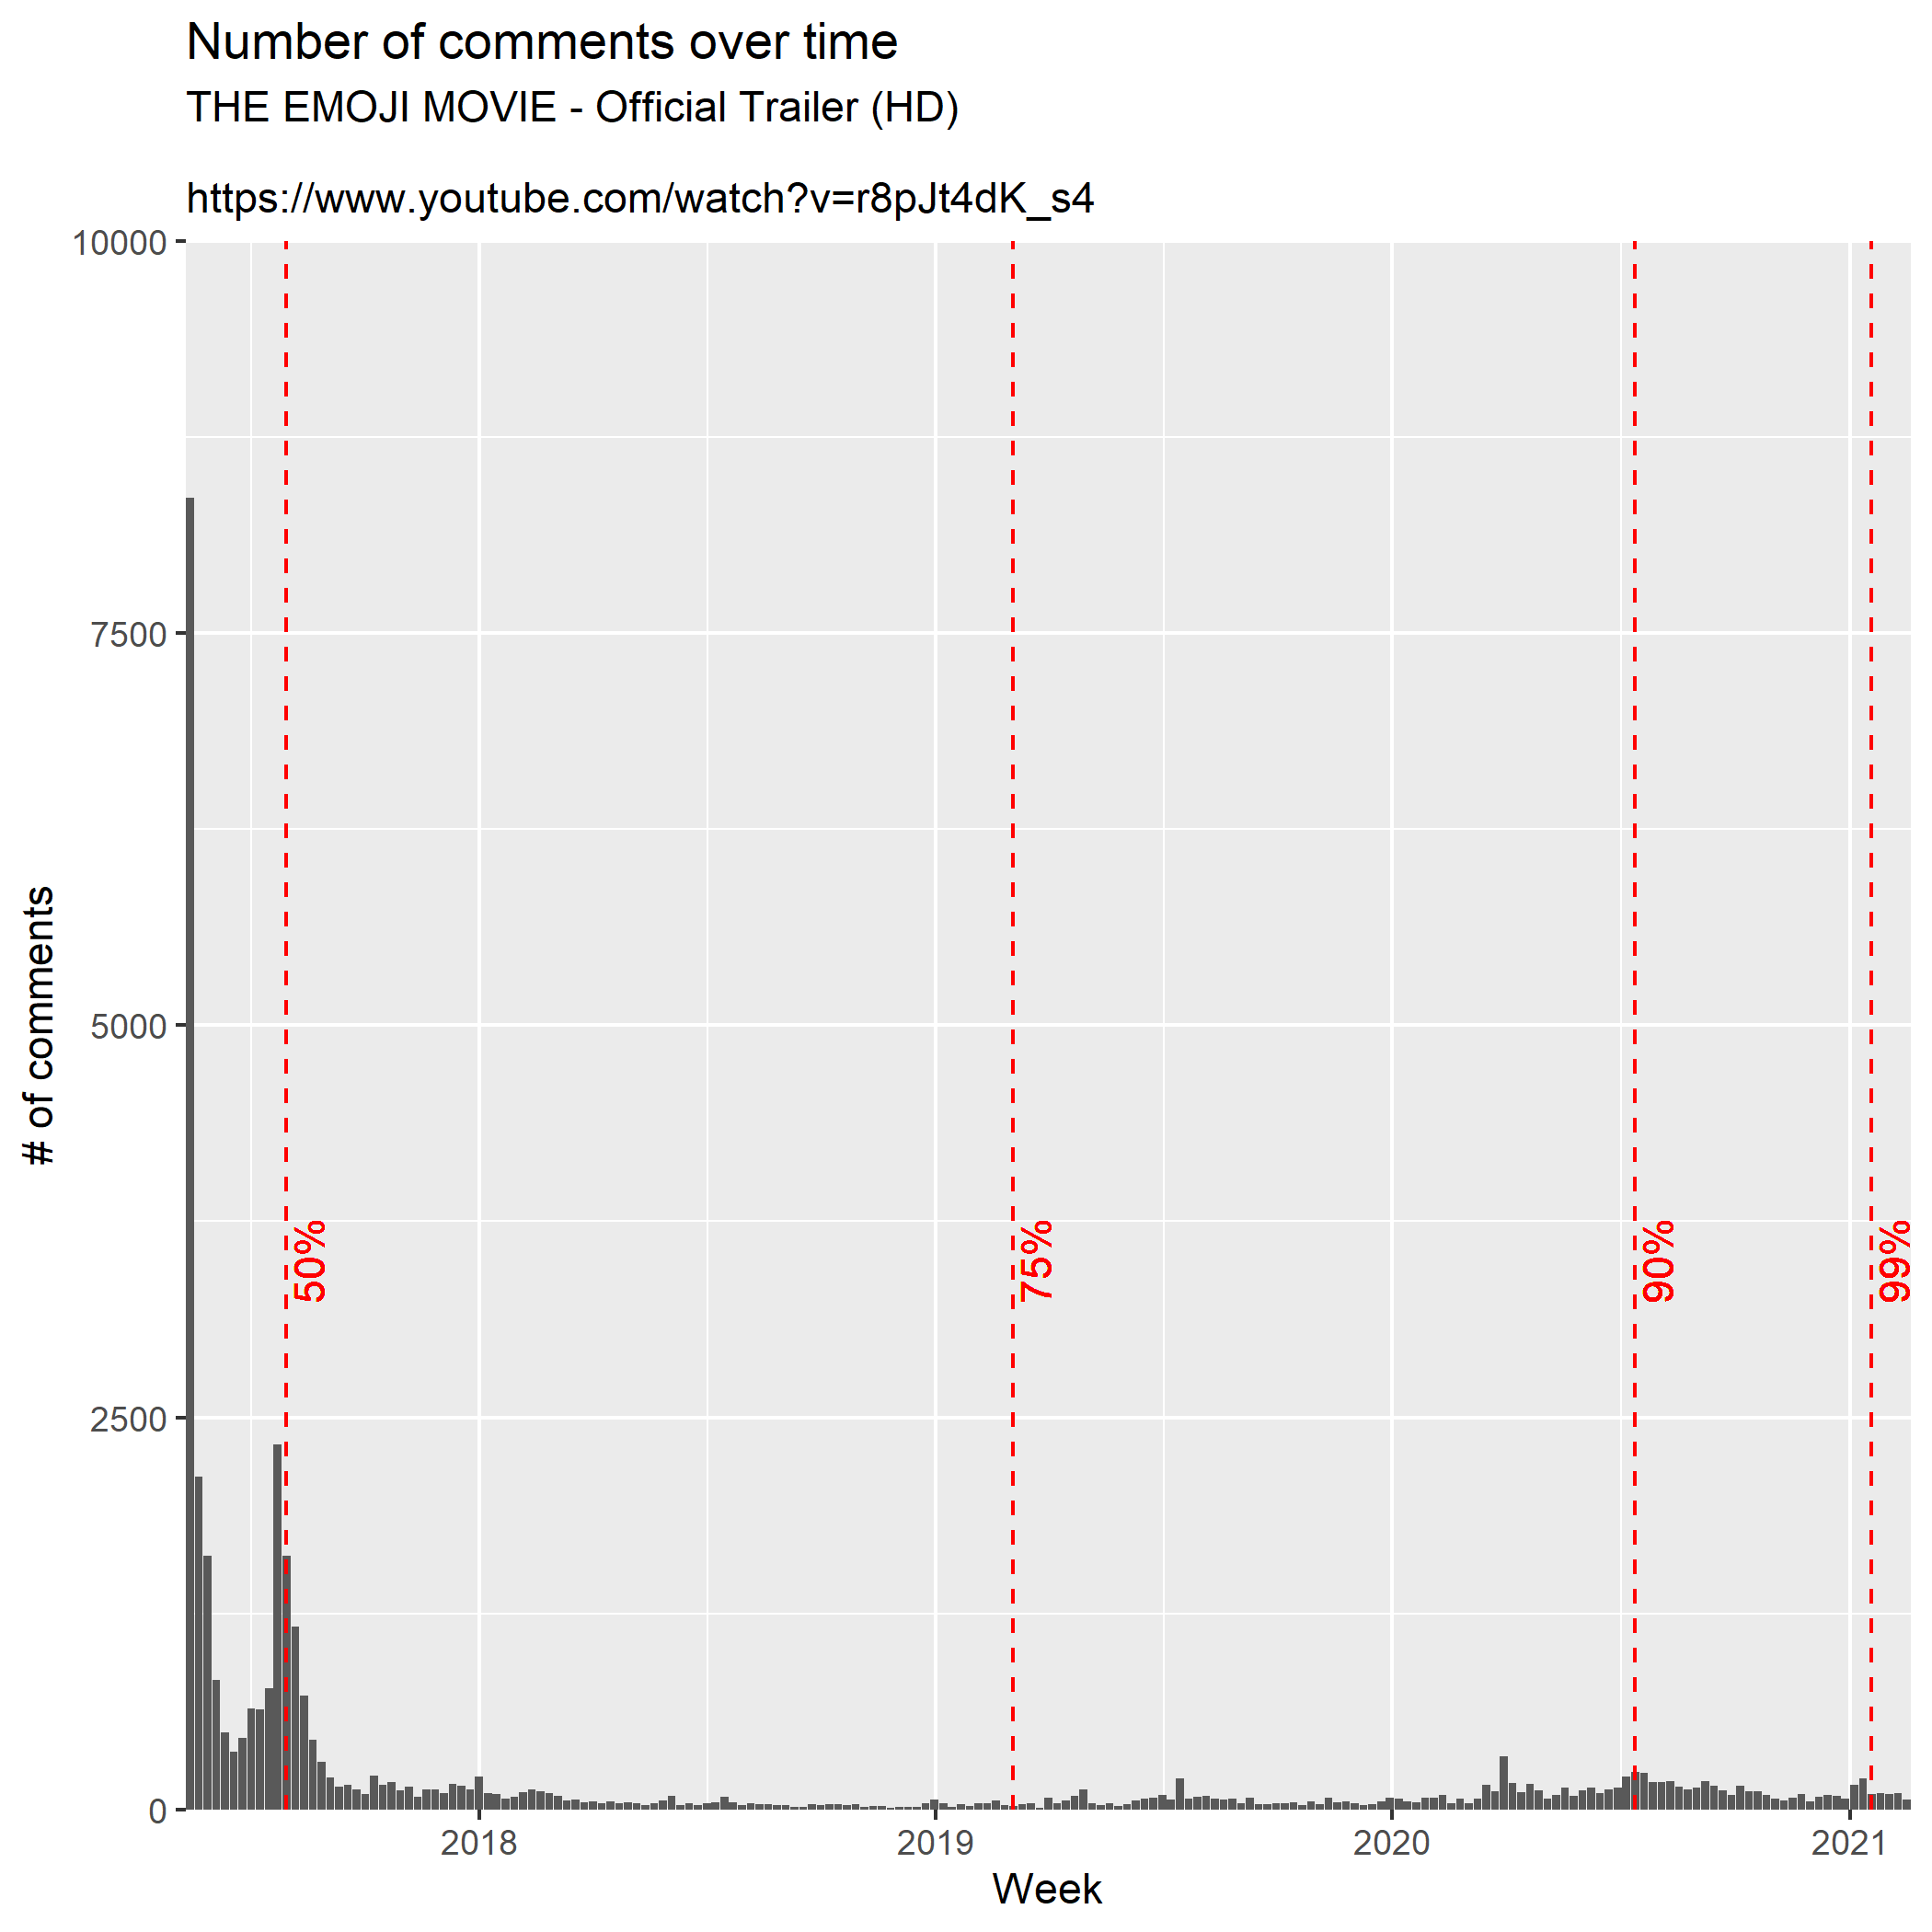 Number of comments over time
THE EMOJI MOVIE - Official Trailer (HD)
https://www.youtube.com/watch?v=r8pJt4dK_s4
10000
7500
5000
2500
0
# of comments
50%
75%
90%
99%
2018
2019
2020
2021
Week